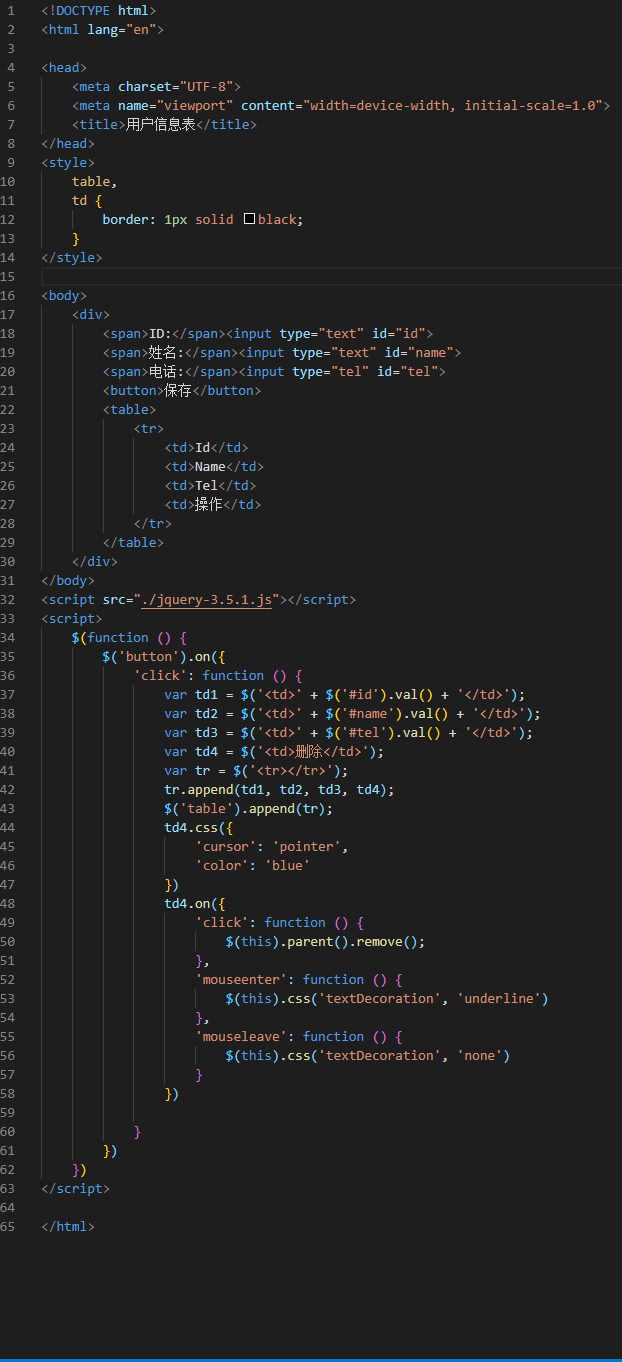 1 <!DOCTYPE html>
2 <html lang="en">
3
4 <head>
5     <meta charset="UTF-8">
6     <meta name="viewport" content="width=device-width, initial-scale=1.0">
7     <title>用户信息表</title>
8 </head>
9 <style>
10     table,
11     td {
12         border: 1px solid black;
13     }
14 </style>
15
16 <body>
17     <div>
18         <span>ID:</span><input type="text" id="id">
19         <span>姓名:</span><input type="text" id="name">
20         <span>电话:</span><input type="tel" id="tel">
21         <button>保存</button>
22         <table>
23             <tr>
24                 <td>Id</td>
25                 <td>Name</td>
26                 <td>Tel</td>
27                 <td>操作</td>
28             </tr>
29         </table>
30     </div>
31 </body>
32 <script src="./jquery-3.5.1.js"></script>
33 <script>
34     $(function () {
35         $('button').on({
36             'click': function () {
37                 var td1 = $('<td>' + $('#id').val() + '</td>');
38                 var td2 = $('<td>' + $('#name').val() + '</td>');
39                 var td3 = $('<td>' + $('#tel').val() + '</td>');
40                 var td4 = $('<td>删除</td>');
41                 var tr = $('<tr></tr>');
42                 tr.append(td1, td2, td3, td4);
43                 $('table').append(tr);
44                 td4.css({
45                     'cursor': 'pointer',
46                     'color': 'blue'
47                 })
48                 td4.on({
49                     'click': function () {
50                         $(this).parent().remove();
51                     },
52                     'mouseenter': function () {
53                         $(this).css('textDecoration', 'underline')
54                     },
55                     'mouseleave': function () {
56                         $(this).css('textDecoration', 'none')
57                     }
58                 })
59
60             }
61         })
62     })
63 </script>
64
65 </html>